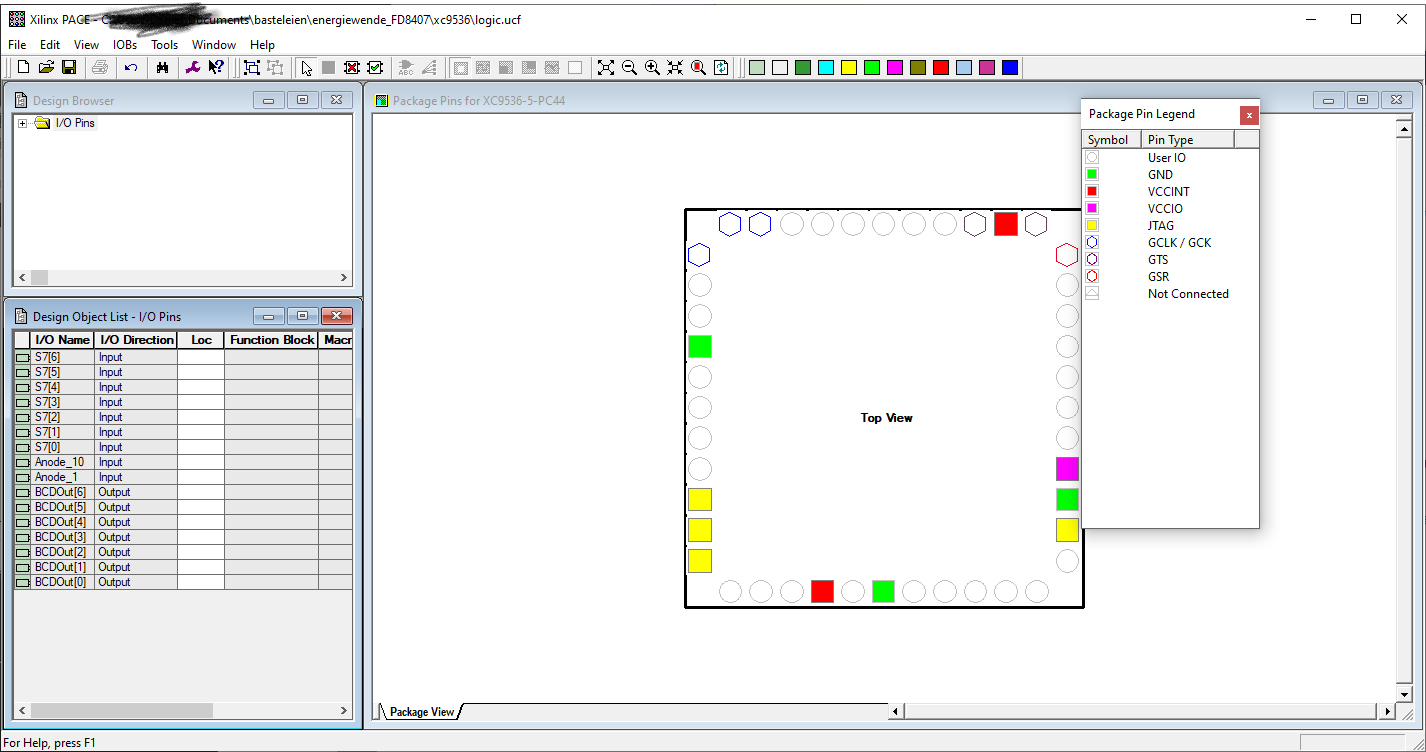 Xilinx PACE - C ocuments\basteleien\energiewende_FD8407\xc9536\logic.ucf
File Edit View IOBs Tools Window Help
ABC
Design Browser
I/O Pins
Design Object List - I/O Pins
I/O Name I/O Direction Loc Function Block Macr
S7[6] Input
S7[5] Input
S7[4] Input
S7[3] Input
S7[2] Input
S7[1] Input
S7[0] Input
Anode_10 Input
Anode_1 Input
BCDOut[6] Output
BCDOut[5] Output
BCDOut[4] Output
BCDOut[3] Output
BCDOut[2] Output
BCDOut[1] Output
BCDOut[0] Output
Package Pins for XC9536-5-PC44
Top View
Package View
Package Pin Legend
Symbol Pin Type
User IO
GND
VCCINT
VCCIO
JTAG
GCLK / GCK
GTS
GSR
Not Connected
For Help, press F1